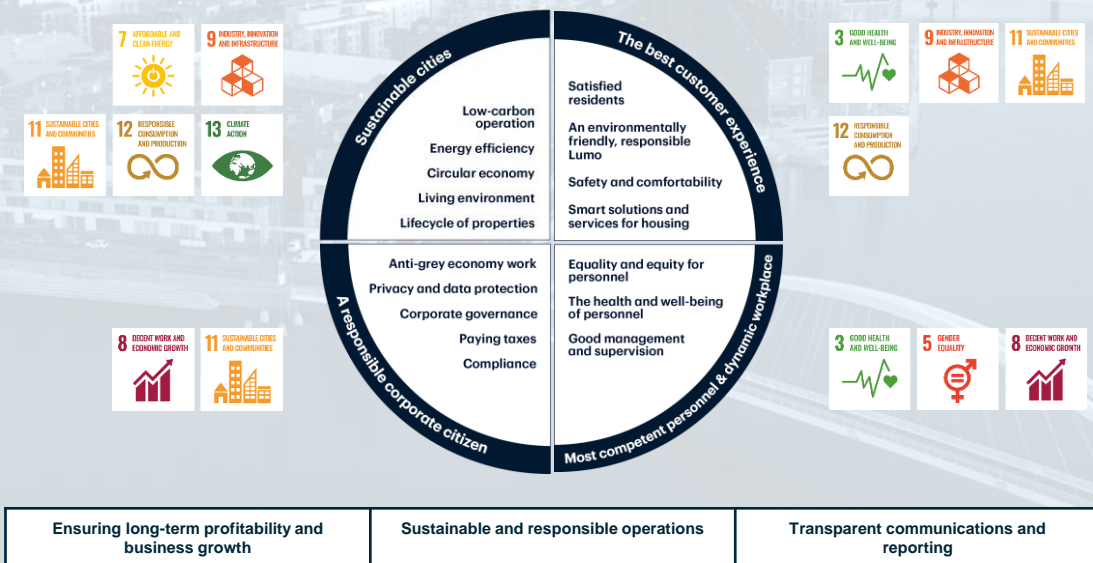 7 AFFORDABLE AND
CLEAN ENERGY
9 INDUSTRY, INNOVATION
AND INFRASTRUCTURE
11 SUSTAINABLE CITIES
AND COMMUNITIES
12 RESPONSIBLE
CONSUMPTION
AND PRODUCTION
13 CLIMATE
ACTION
Sustainable cities
Low-carbon
operation
Energy efficiency
Circular economy
Living environment
Lifecycle of properties
The best customer experience
Satisfied
residents
An environmentally
friendly, responsible
Lumo
Safety and comfortability
Smart solutions and
services for housing
3 GOOD HEALTH
AND WELL-BEING
9 INDUSTRY, INNOVATION
AND INFRASTRUCTURE
11 SUSTAINABLE CITIES
AND COMMUNITIES
12 RESPONSIBLE
CONSUMPTION
AND PRODUCTION
8 DECENT WORK AND
ECONOMIC GROWTH
11 SUSTAINABLE CITIES
AND COMMUNITIES
A responsible corporate citizen
Anti-grey economy work
Privacy and data protection
Corporate governance
Paying taxes
Compliance
Most competent personnel & dynamic workplace
Equality and equity for
personnel
The health and well-being
of personnel
Good management
and supervision
3 GOOD HEALTH
AND WELL-BEING
5 GENDER
EQUALITY
8 DECENT WORK AND
ECONOMIC GROWTH
Ensuring long-term profitability and
business growth
Sustainable and responsible operations
Transparent communications and
reporting